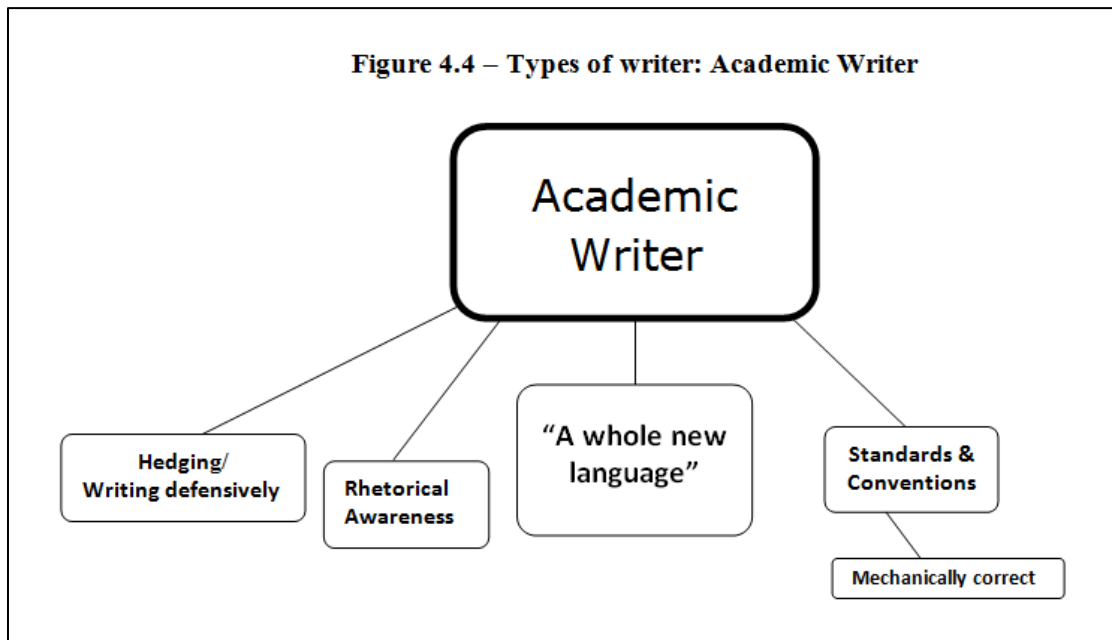 Figure 4.4 – Types of writer: Academic Writer
Academic
Writer
Hedging/
Writing defensively
Rhetorical
Awareness
“A whole new
language”
Standards &
Conventions
Mechanically correct